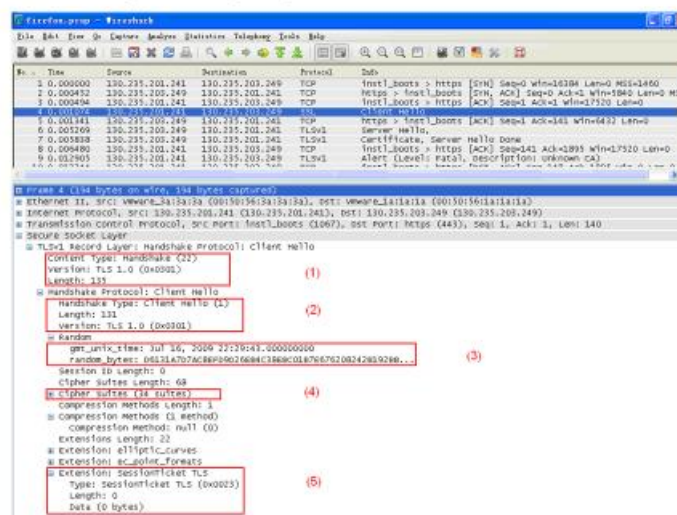 firefox.pcap - Wireshark
File Edit View Go Capture Analyze Statistics Telephony Tools Help
No. . Time Source Destination Protocol Info
1 0.000000 130.235.201.241 130.235.203.249 TCP instl_boots > https [SYN] Seq=0 Win=16384 Len=0 MSS=1460
2 0.000452 130.235.203.249 130.235.201.241 TCP https > instl_boots [SYN, ACK] Seq=0 Ack=1 Win=5840 Len=0 MS
3 0.000494 130.235.201.241 130.235.203.249 TCP instl_boots > https [ACK] Seq=1 Ack=1 Win=17520 Len=0
4 0.001074 130.235.201.241 130.235.203.249 SSL Client Hello
5 0.001341 130.235.203.249 130.235.201.241 TCP https > instl_boots [ACK] Seq=1 Ack=141 Win=6432 Len=0
6 0.005269 130.235.203.249 130.235.201.241 TLSv1 Server Hello,
7 0.005838 130.235.203.249 130.235.201.241 TLSv1 Certificate, Server Hello Done
8 0.006480 130.235.201.241 130.235.203.249 TCP instl_boots > https [ACK] Seq=141 Ack=1895 Win=17520 Len=0
9 0.012905 130.235.201.241 130.235.203.249 TLSv1 Alert (Level: Fatal, Description: Unknown CA)
Frame 4 (194 bytes on wire, 194 bytes captured)
Ethernet II, Src: Vmware_3a:3a:3a (00:50:56:3a:3a:3a), Dst: Vmware_1a:1a:1a (00:50:56:1a:1a:1a)
Internet Protocol, Src: 130.235.201.241 (130.235.201.241), Dst: 130.235.203.249 (130.235.203.249)
Transmission Control Protocol, Src Port: instl_boots (1067), Dst Port: https (443), Seq: 1, Ack: 1, Len: 140
Secure Socket Layer
TLSv1 Record Layer: Handshake Protocol: Client Hello
Content Type: Handshake (22)
Version: TLS 1.0 (0x0301)
Length: 135
(1)
Handshake Protocol: Client Hello
Handshake Type: Client Hello (1)
Length: 131
Version: TLS 1.0 (0x0301)
(2)
Random
gmt_unix_time: Jul 16, 2009 22:29:43.000000000
random_bytes:
(3)
Session ID Length: 0
Cipher Suites Length: 68
Cipher Suites (34 suites)
(4)
Compression Methods Length: 1
Compression Methods (1 method)
Compression Method: null (0)
Extensions Length: 22
Extension: elliptic_curves
Extension: ec_point_formats
Extension: SessionTicket TLS
Type: SessionTicket TLS (0x0023)
Length: 0
Data (0 bytes)
(5)